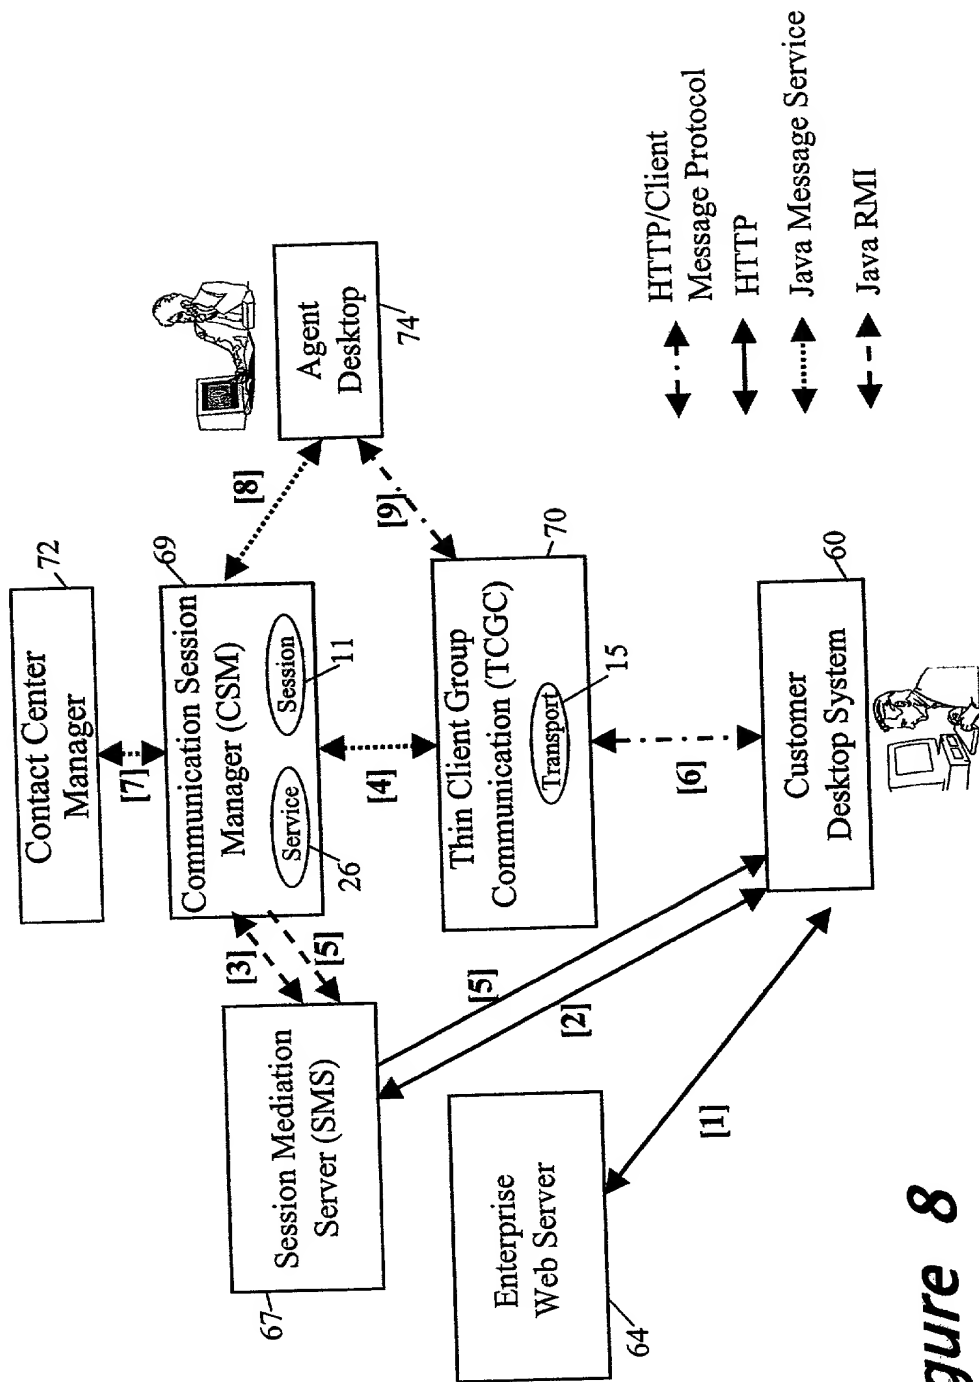 Contact Center
Manager
72
[7]
69
Communication Session
Manager (CSM)
Service
Session
26
11
[3]
[5]
[8]
Session Mediation
Server (SMS)
67
[4]
Agent
Desktop
74
[9]
70
Thin Client Group
Communication (TCGC)
Transport
15
[5]
[2]
[6]
Enterprise
Web Server
64
[1]
60
Customer
Desktop System
HTTP/Client
Message Protocol
HTTP
Java Message Service
Java RMI
gure 8